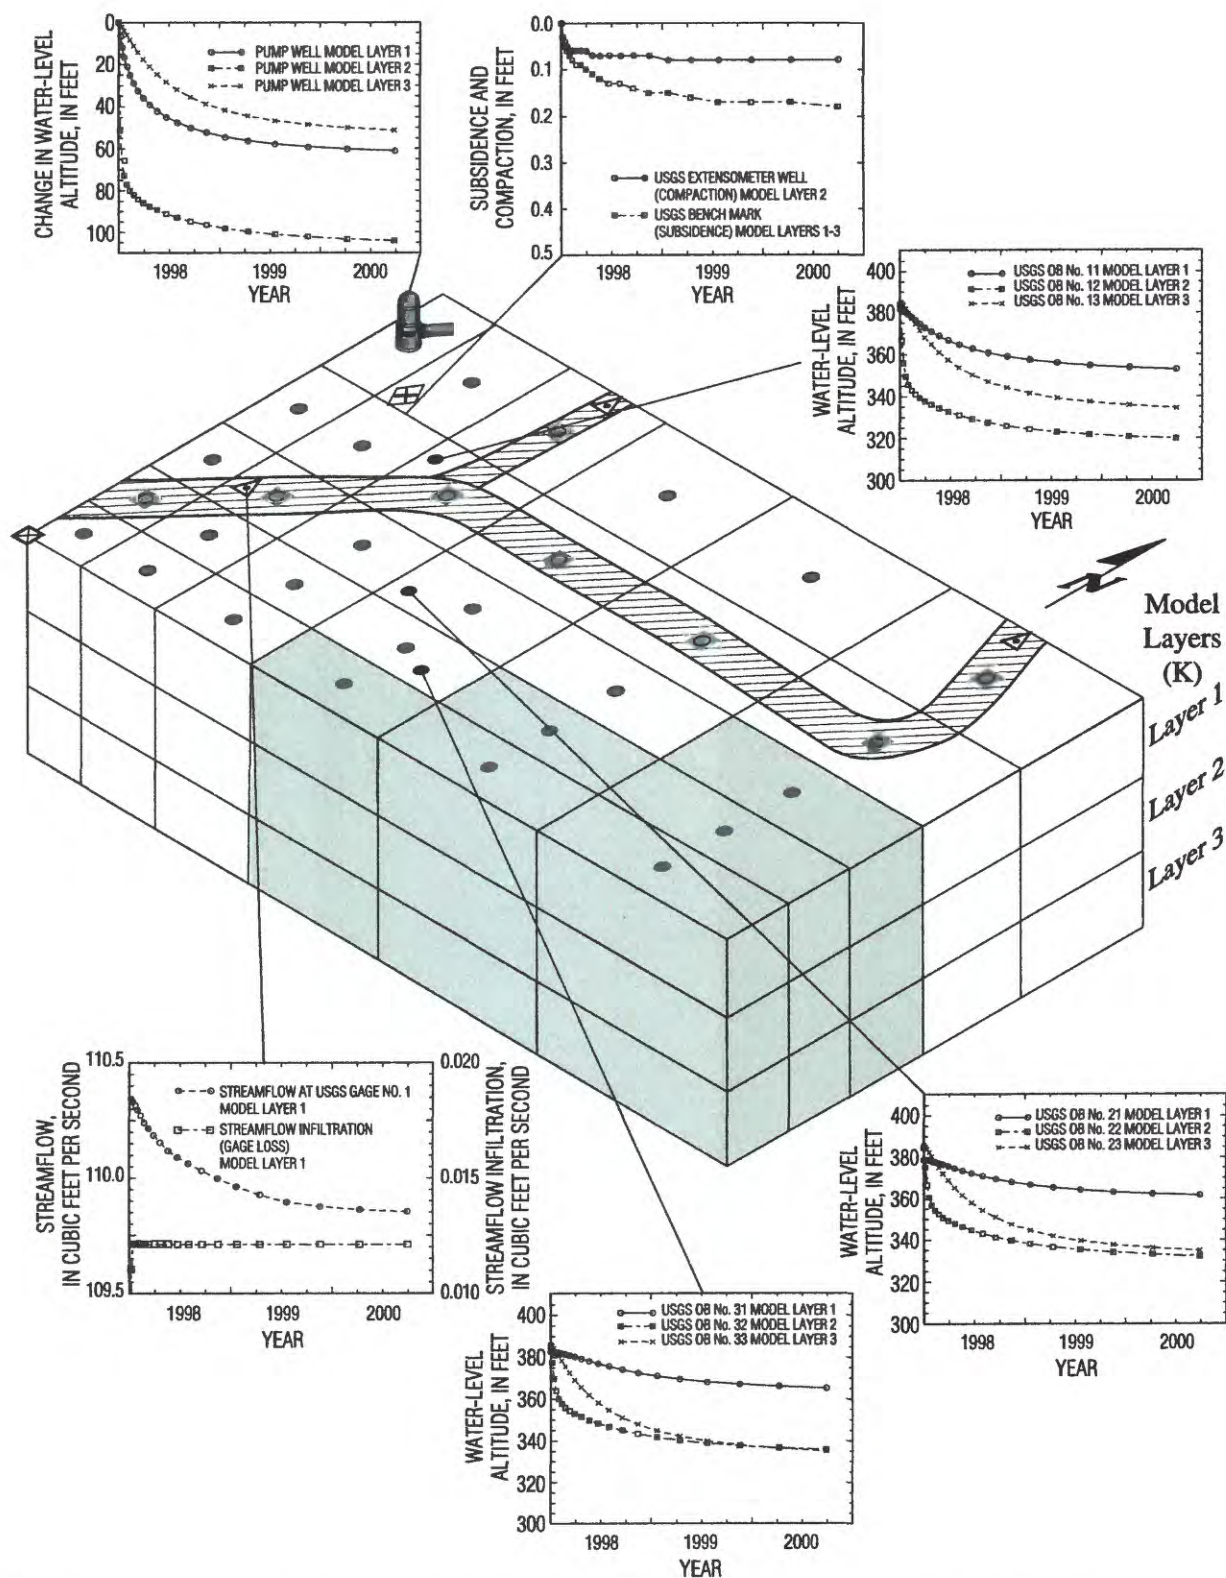 CHANGE IN WATER-LEVEL
ALTITUDE, IN FEET
0
20
40
60
80
100
PUMP WELL MODEL LAYER 1
PUMP WELL MODEL LAYER 2
PUMP WELL MODEL LAYER 3
1998
1999
2000
YEAR
SUBSIDENCE AND
COMPACTION, IN FEET
0.0
0.1
0.2
0.3
0.4
0.5
USGS EXTENSOMETER WELL
(COMPACTION) MODEL LAYER 2
USGS BENCH MARK
(SUBSIDENCE) MODEL LAYERS 1-3
1998
1999
2000
YEAR
WATER-LEVEL
ALTITUDE, IN FEET
400
380
360
340
320
300
USGS OB No. 11 MODEL LAYER 1
USGS OB No. 12 MODEL LAYER 2
USGS OB No. 13 MODEL LAYER 3
1998
1999
2000
YEAR
N
Model
Layers
(K)
Layer 1
Layer 2
Layer 3
STREAMFLOW,
IN CUBIC FEET PER SECOND
110.5
110.0
109.5
STREAMFLOW AT USGS GAGE NO. 1
MODEL LAYER 1
STREAMFLOW INFILTRATION
(GAGE LOSS)
MODEL LAYER 1
0.020
0.015
0.010
STREAMFLOW INFILTRATION,
IN CUBIC FEET PER SECOND
1998
1999
2000
YEAR
WATER-LEVEL
ALTITUDE, IN FEET
400
380
360
340
320
300
USGS OB No. 21 MODEL LAYER 1
USGS OB No. 22 MODEL LAYER 2
USGS OB No. 23 MODEL LAYER 3
1998
1999
2000
YEAR
WATER-LEVEL
ALTITUDE, IN FEET
400
380
360
340
320
300
USGS OB No. 31 MODEL LAYER 1
USGS OB No. 32 MODEL LAYER 2
USGS OB No. 33 MODEL LAYER 3
1998
1999
2000
YEAR